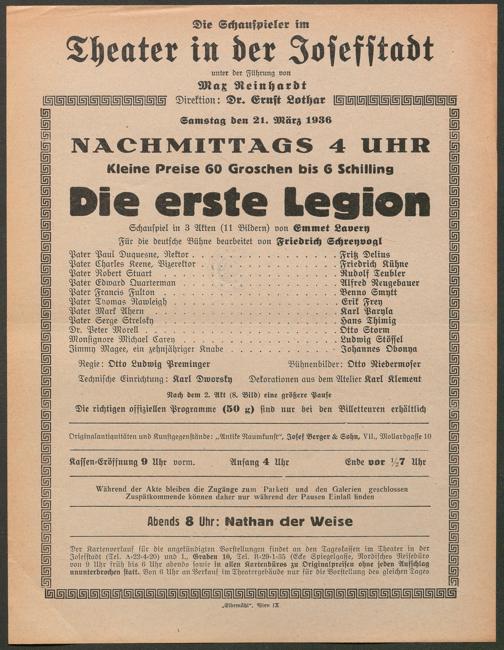 Die Schauspieler im
Theater in der Josefstadt
unter der Führung von
Max Reinhardt
Direktion: Dr. Ernst Lothar
Samstag den 21. März 1936
NACHMITTAGS 4 UHR
Kleine Preise 60 Groschen bis 6 Schilling
Die erste Legion
Schauspiel in 3 Akten (11 Bildern) von Emmet Lavery
Für die deutsche Bühne bearbeitet von Friedrich Schreyvogl
Pater Paul Duquesne, Rektor . . . Fritz Delius
Pater Charles Keene, Vizerektor . . . Friedrich Kühne
Pater Robert Stuart . . . Rudolf Teubler
Pater Edward Quarterman . . . Alfred Neugebauer
Pater Francis Fulton . . . Benno Smytt
Pater Thomas Rawleigh . . . Erik Frey
Pater Mark Ahern . . . Karl Paryla
Pater Serge Strelsky . . . Hans Thimig
Dr. Peter Morell . . . Otto Storm
Monsignore Michael Carey . . . Ludwig Stössel
Jimmy Magee, ein zehnjähriger Knabe . . . Johannes Obonya
Regie: Otto Ludwig Preminger Bühnenbilder: Otto Niedermoser
Technische Einrichtung: Karl Dworsky Dekorationen aus dem Atelier Karl Klement
Nach dem 2. Akt (8. Bild) eine größere Pause
Die richtigen offiziellen Programme (50 g) sind nur bei den Billetteuren erhältlich
Originalantiquitäten und Kunstgegenstände: „Antike Raumkunst", Josef Berger & Sohn, VII., Mollardgasse 10
Kassen-Eröffnung 9 Uhr vorm. Anfang 4 Uhr Ende vor ½7 Uhr
Während der Akte bleiben die Zugänge zum Parkett und den Galerien geschlossen
Zuspätkommende können daher nur während der Pausen Einlaß finden
Abends 8 Uhr: Nathan der Weise
Der Kartenverkauf für die angekündigten Vorstellungen findet an den Tageskassen im Theater in der
Josefstadt (Tel. A-23-4-20) und I., Graben 10, Tel. R-29-1-35 (Ecke Spiegelgasse, Nordisches Reisebüro
von 9 Uhr früh bis 6 Uhr abends sowie in allen Kartenbüros zu Originalpreisen ohne jeden Aufschlag
ununterbrochen statt. Von 6 Uhr an Verkauf im Theatergebäude nur für die Vorstellung des gleichen Tages
„Elbemühl", Wien IX